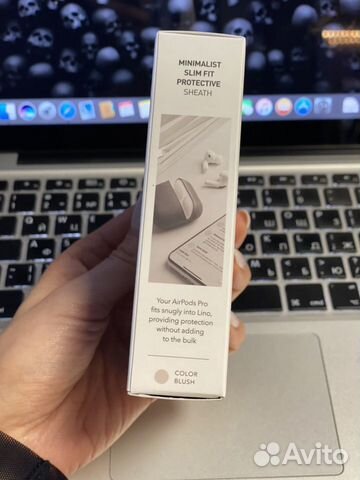 MINIMALIST
SLIM FIT
PROTECTIVE
SHEATH
Your AirPods Pro
fits snugly into Lino,
providing protection
without adding
to the bulk
COLOR
BLUSH
Avito